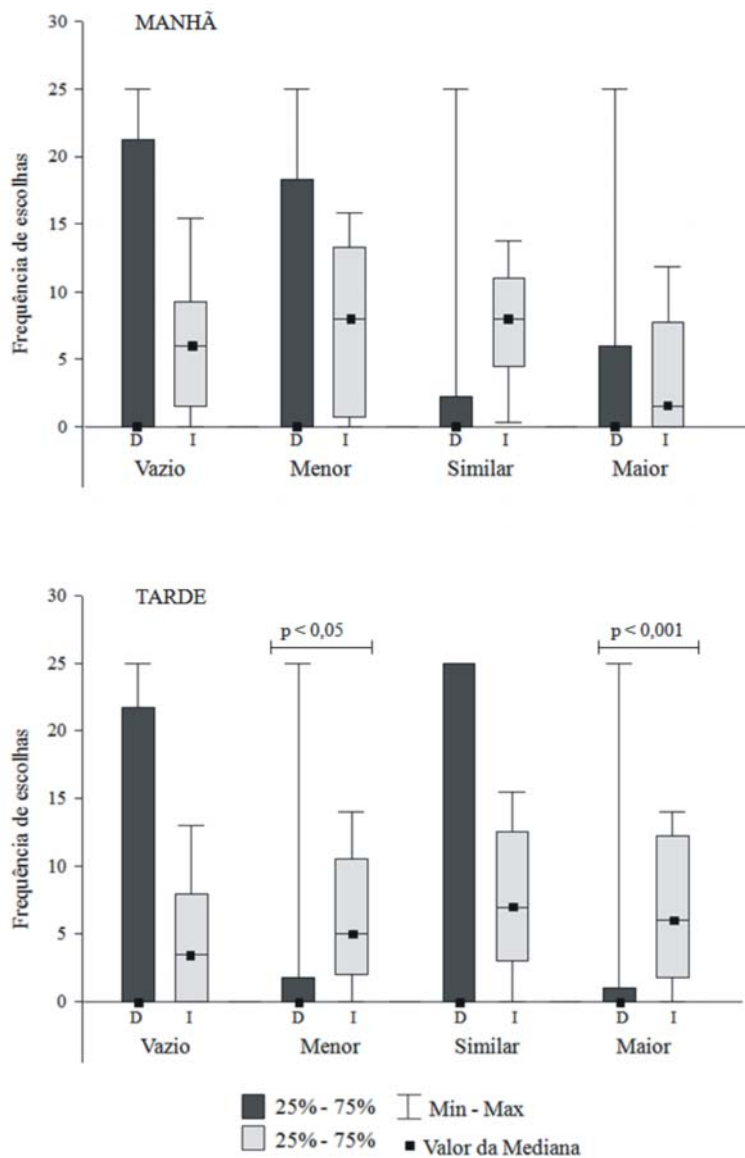 MANHÃ
Frequência de escolhas
30
25
20
15
10
5
0
D I D I D I D I
Vazio Menor Similar Maior
TARDE
Frequência de escolhas
30
25
20
15
10
5
0
p < 0,05 p < 0,001
D I D I D I D I
Vazio Menor Similar Maior
25% - 75% Min - Max
25% - 75% Valor da Mediana